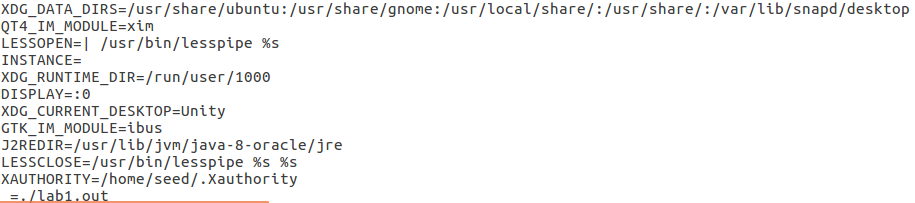 XDG_DATA_DIRS=/usr/share/ubuntu:/usr/share/gnome:/usr/local/share/:/usr/share/:/var/lib/snapd/desktop
QT4_IM_MODULE=xim
LESSOPEN=| /usr/bin/lesspipe %s
INSTANCE=
XDG_RUNTIME_DIR=/run/user/1000
DISPLAY=:0
XDG_CURRENT_DESKTOP=Unity
GTK_IM_MODULE=ibus
J2REDIR=/usr/lib/jvm/java-8-oracle/jre
LESSCLOSE=/usr/bin/lesspipe %s %s
XAUTHORITY=/home/seed/.Xauthority
_=./lab1.out